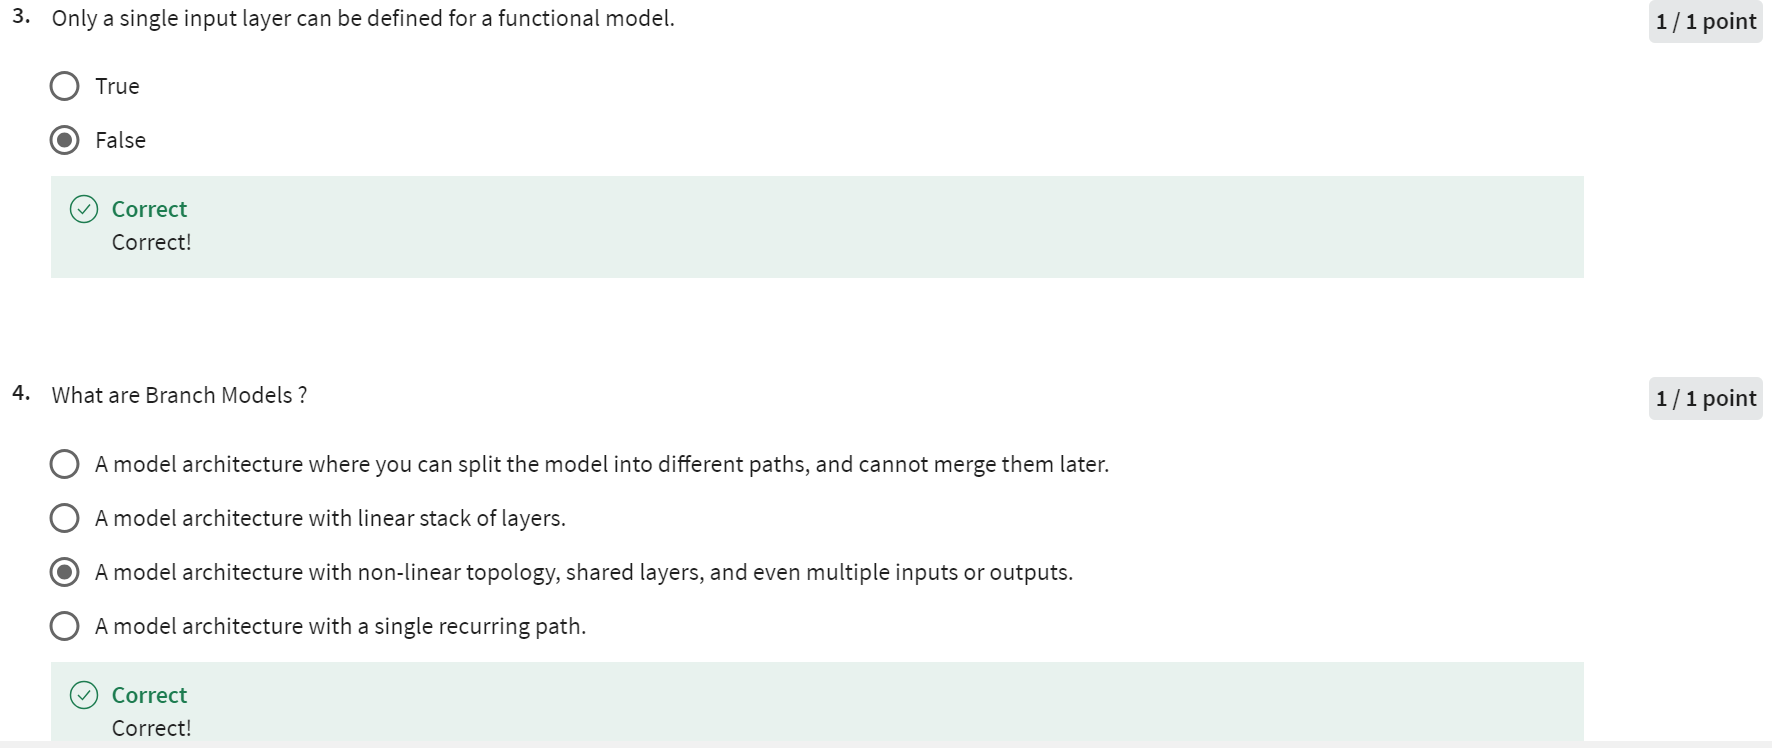 3. Only a single input layer can be defined for a functional model.
1 / 1 point
True
False
Correct
Correct!
4. What are Branch Models ?
1 / 1 point
A model architecture where you can split the model into different paths, and cannot merge them later.
A model architecture with linear stack of layers.
A model architecture with non-linear topology, shared layers, and even multiple inputs or outputs.
A model architecture with a single recurring path.
Correct
Correct!